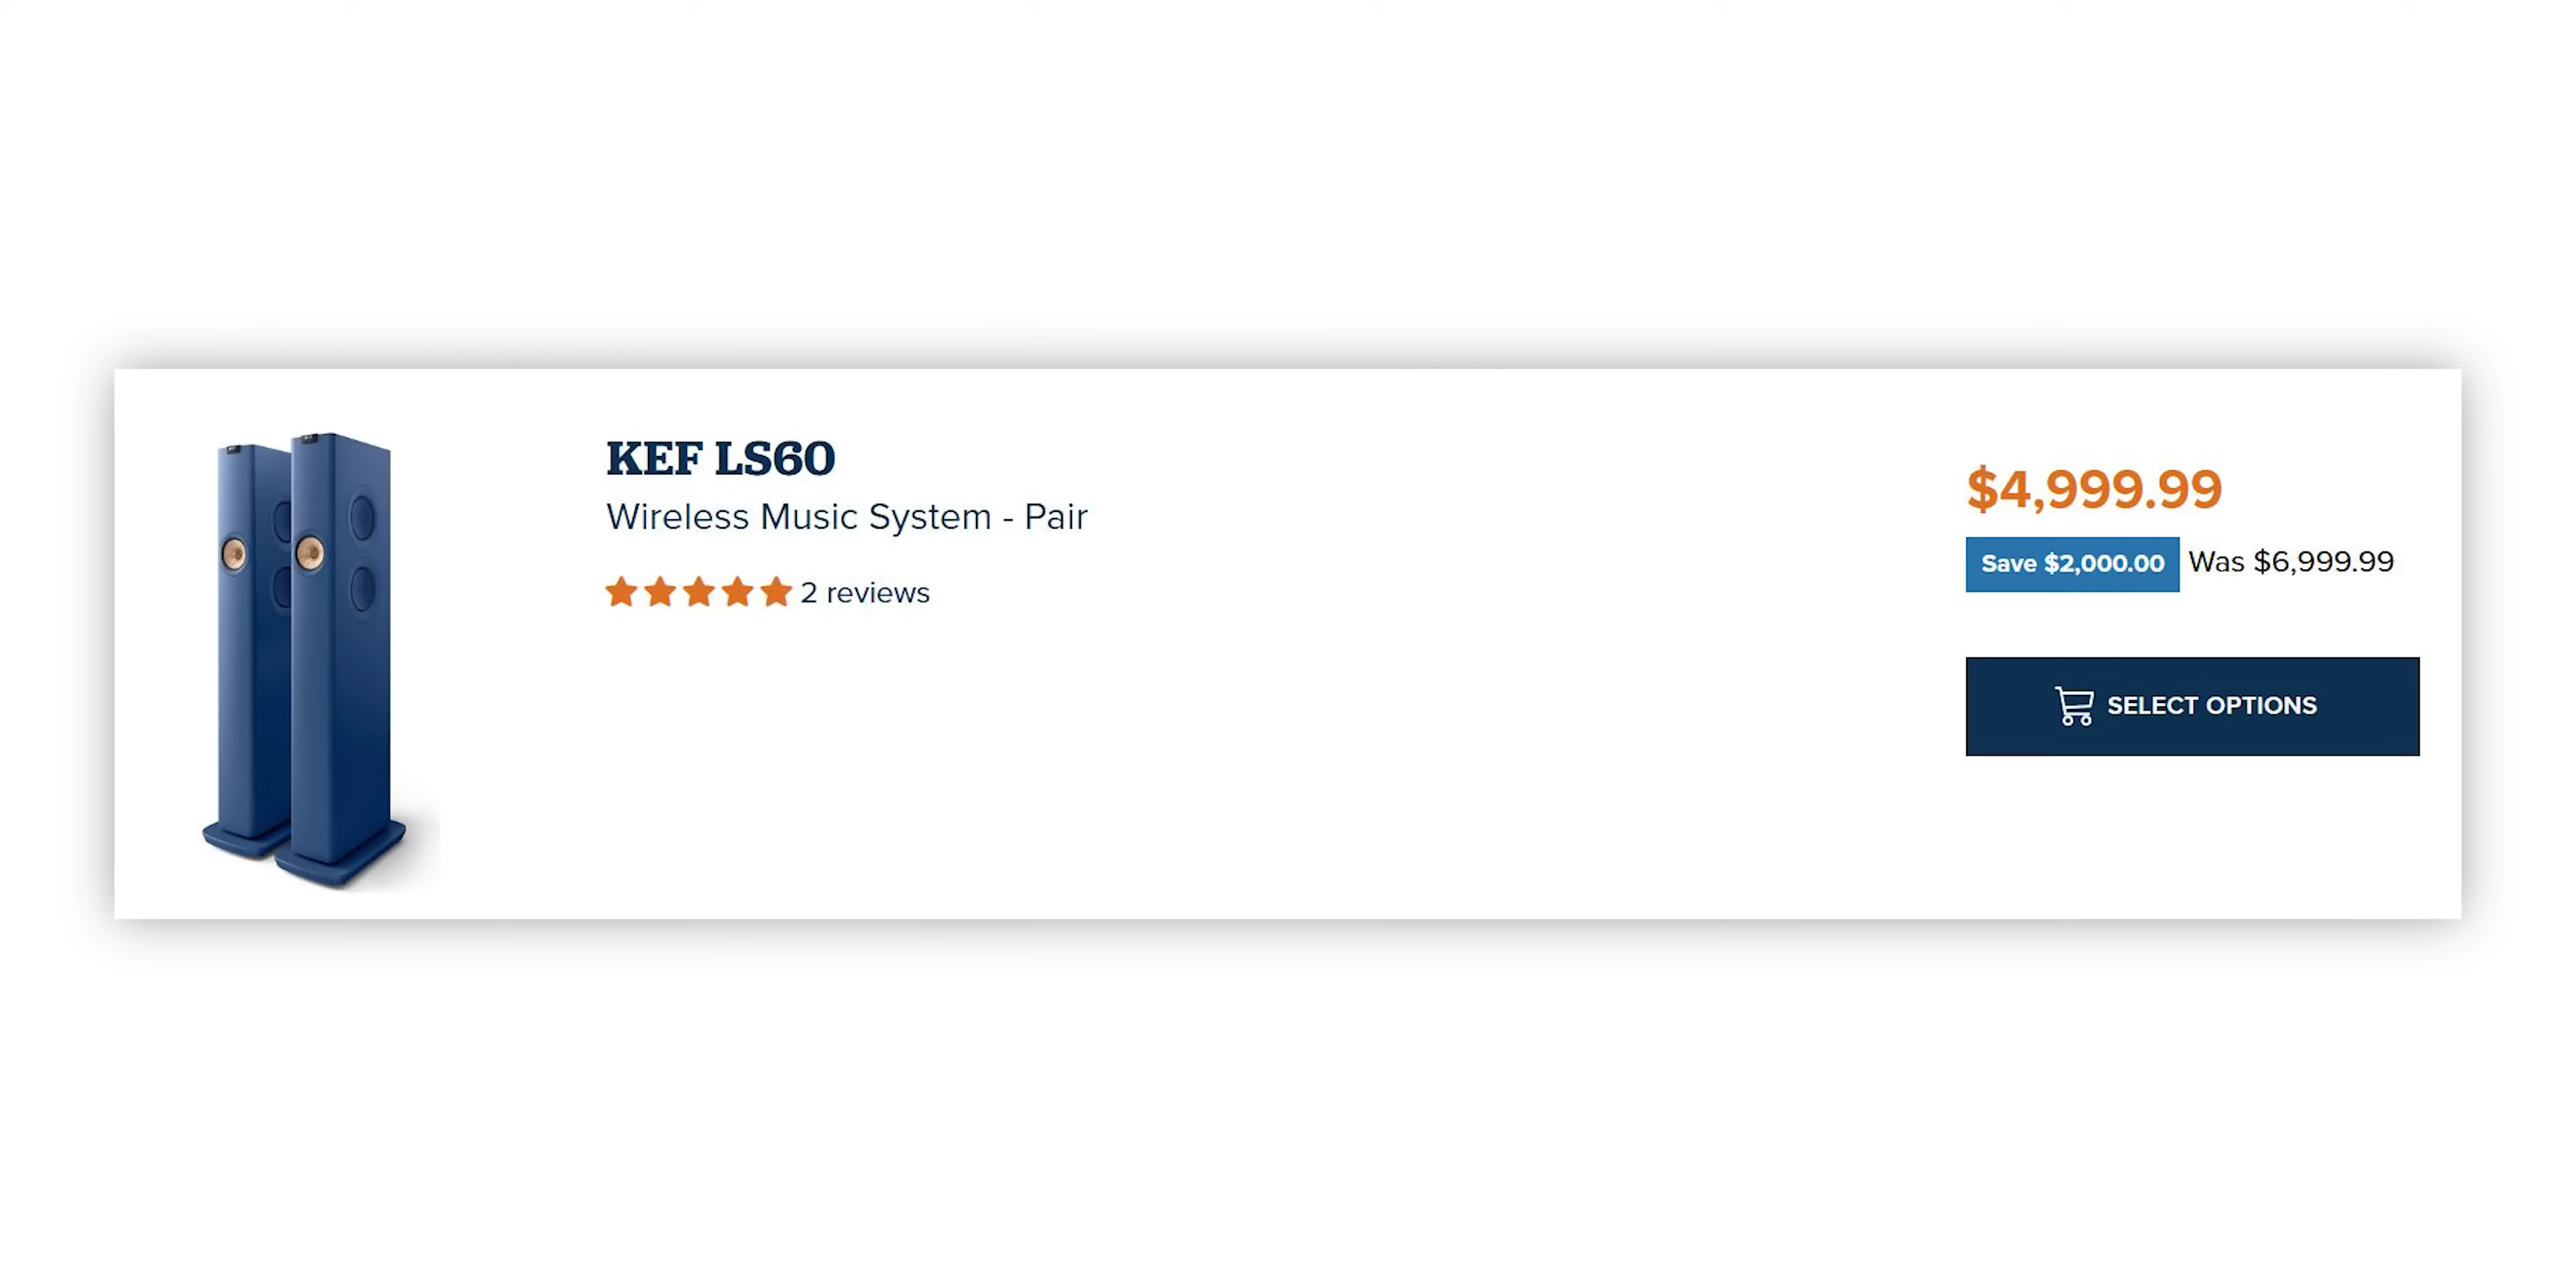 KEF LS60
Wireless Music System - Pair
2 reviews
$4,999.99
Save $2,000.00 Was $6,999.99
SELECT OPTIONS